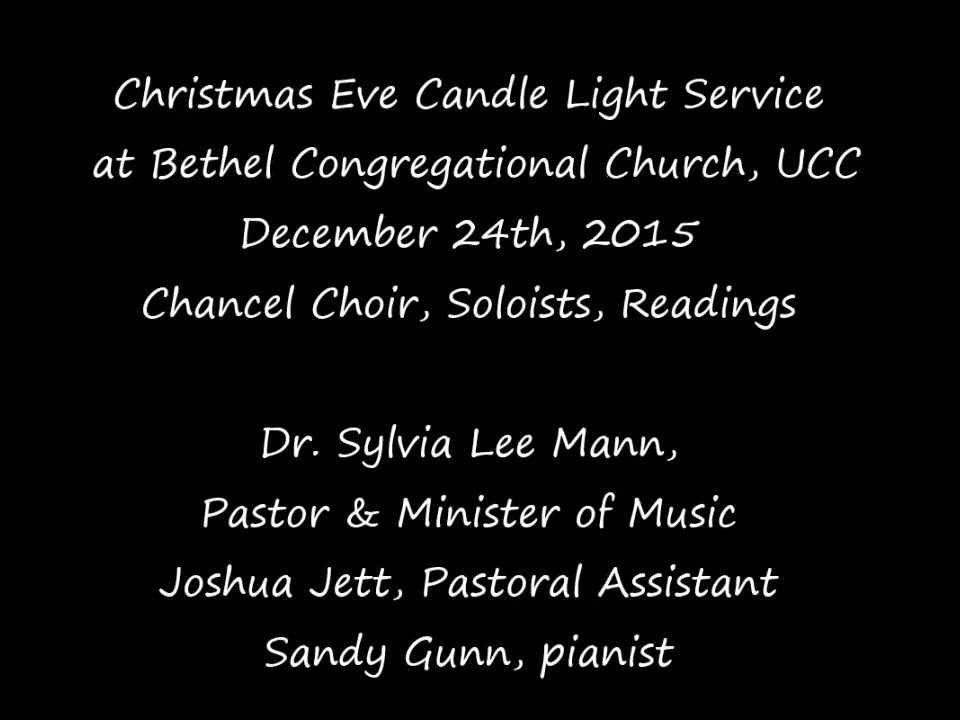 Christmas Eve Candle Light Service
at Bethel Congregational Church, UCC
December 24th, 2015
Chancel Choir, Soloists, Readings
Dr. Sylvia Lee Mann,
Pastor & Minister of Music
Joshua Jett, Pastoral Assistant
Sandy Gunn, pianist